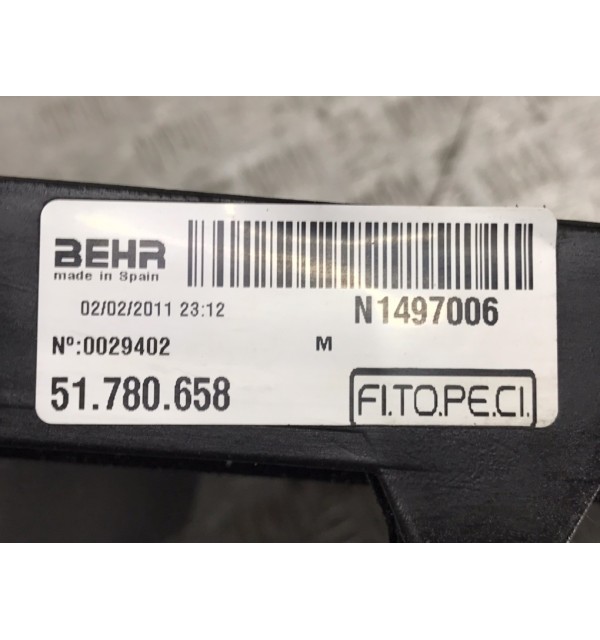 BEHR
made in Spain
02/02/2011 23:12
N1497006
Nº:0029402 M
51.780.658
FI.TO.PE.CI.